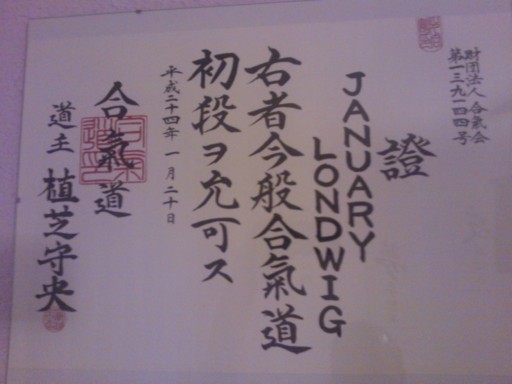 財団法人 合氣会
第一三九一四四号
證
JANUARY
LONDWIG
右者今般合氣道
初段ヲ允可ス
平成二十四年 一月二十日
合氣道
道主 植芝守央